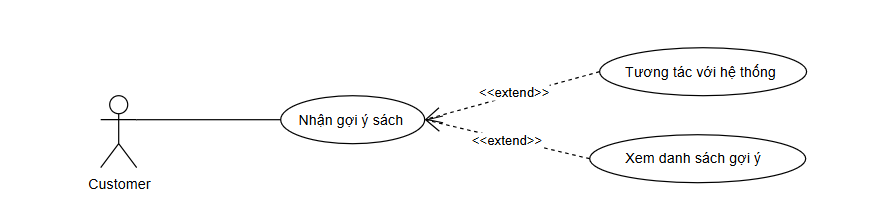 Tương tác với hệ thống
<<extend>>
Nhận gợi ý sách
<<extend>>
Xem danh sách gợi ý
Customer